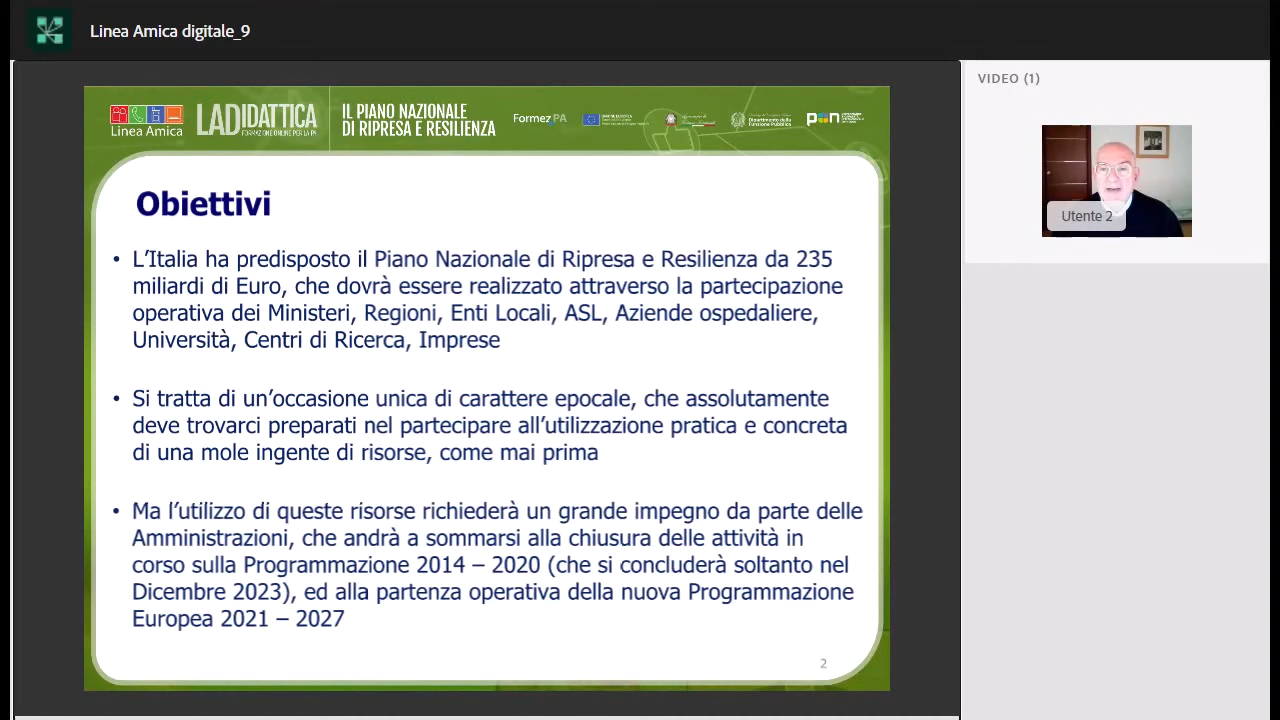 Linea Amica digitale_9
VIDEO (1)
Linea Amica
LADIDATTICA
FORMAZIONE ONLINE PER LA PA
IL PIANO NAZIONALE
DI RIPRESA E RESILIENZA
FormezPA
Dipartimento della
Funzione Pubblica
pon
Obiettivi
• L'Italia ha predisposto il Piano Nazionale di Ripresa e Resilienza da 235
miliardi di Euro, che dovrà essere realizzato attraverso la partecipazione
operativa dei Ministeri, Regioni, Enti Locali, ASL, Aziende ospedaliere,
Università, Centri di Ricerca, Imprese
• Si tratta di un'occasione unica di carattere epocale, che assolutamente
deve trovarci preparati nel partecipare all'utilizzazione pratica e concreta
di una mole ingente di risorse, come mai prima
• Ma l'utilizzo di queste risorse richiederà un grande impegno da parte delle
Amministrazioni, che andrà a sommarsi alla chiusura delle attività in
corso sulla Programmazione 2014 – 2020 (che si concluderà soltanto nel
Dicembre 2023), ed alla partenza operativa della nuova Programmazione
Europea 2021 – 2027
2
Utente 2